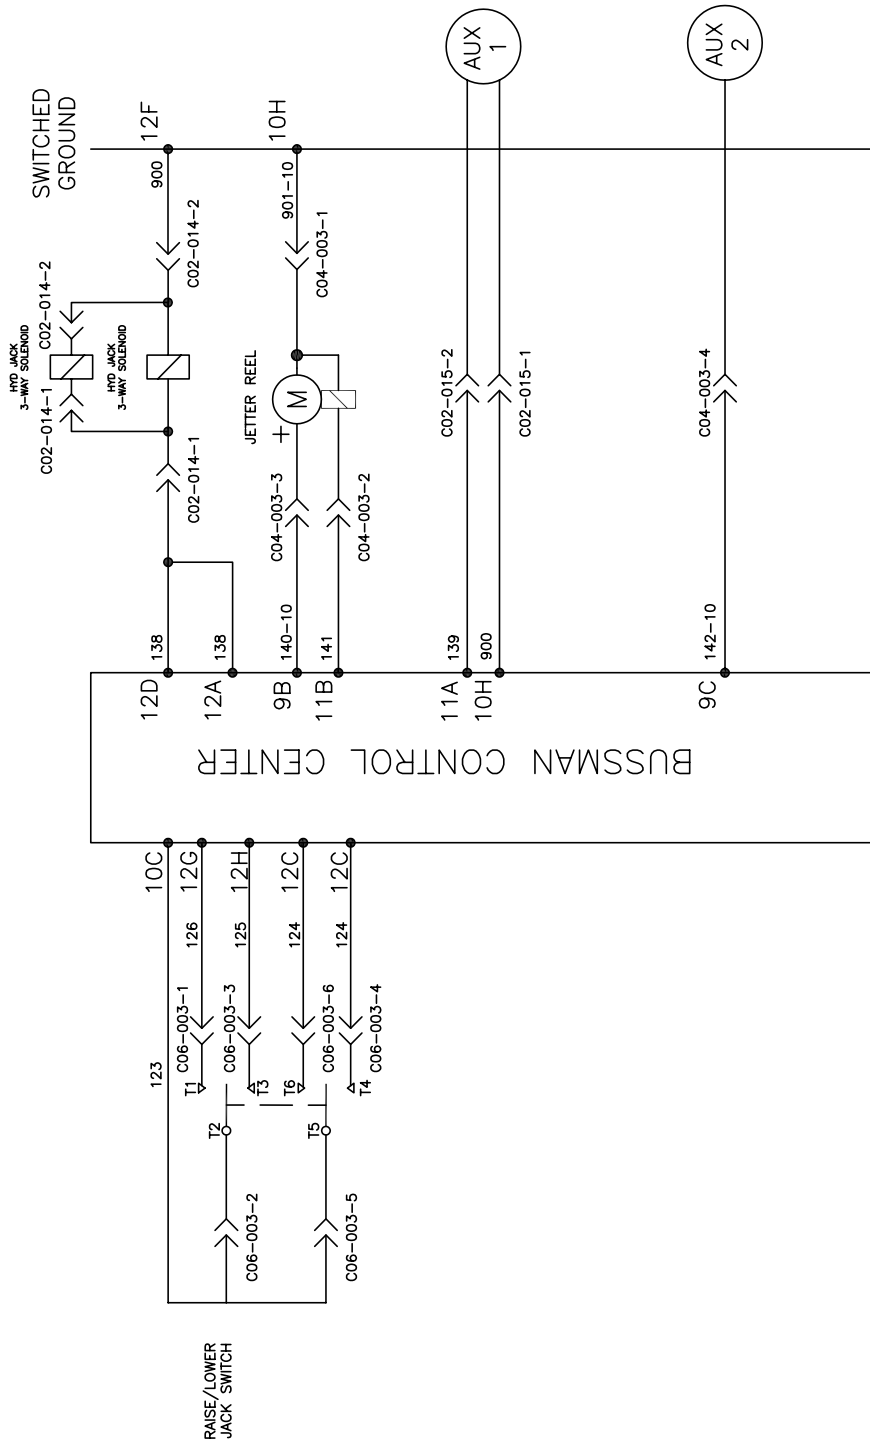 SWITCHED
GROUND
12F
10H
900
901-10
C02-014-2
C04-003-1
HYD JACK
3-WAY SOLENOID
C02-014-1
C02-014-2
HYD JACK
3-WAY SOLENOID
C02-014-1
JETTER REEL
M
+
C04-003-3
C04-003-2
AUX
1
AUX
2
C02-015-2
C02-015-1
C04-003-4
138
138
140-10
141
139
900
142-10
12D
12A
9B
11B
11A
10H
9C
BUSSMAN CONTROL CENTER
10C
12G
12H
12C
12C
123
126
125
124
124
C06-003-1
C06-003-3
C06-003-6
C06-003-4
T1
T3
T6
T4
T2
T5
C06-003-2
C06-003-5
RAISE/LOWER
JACK SWITCH